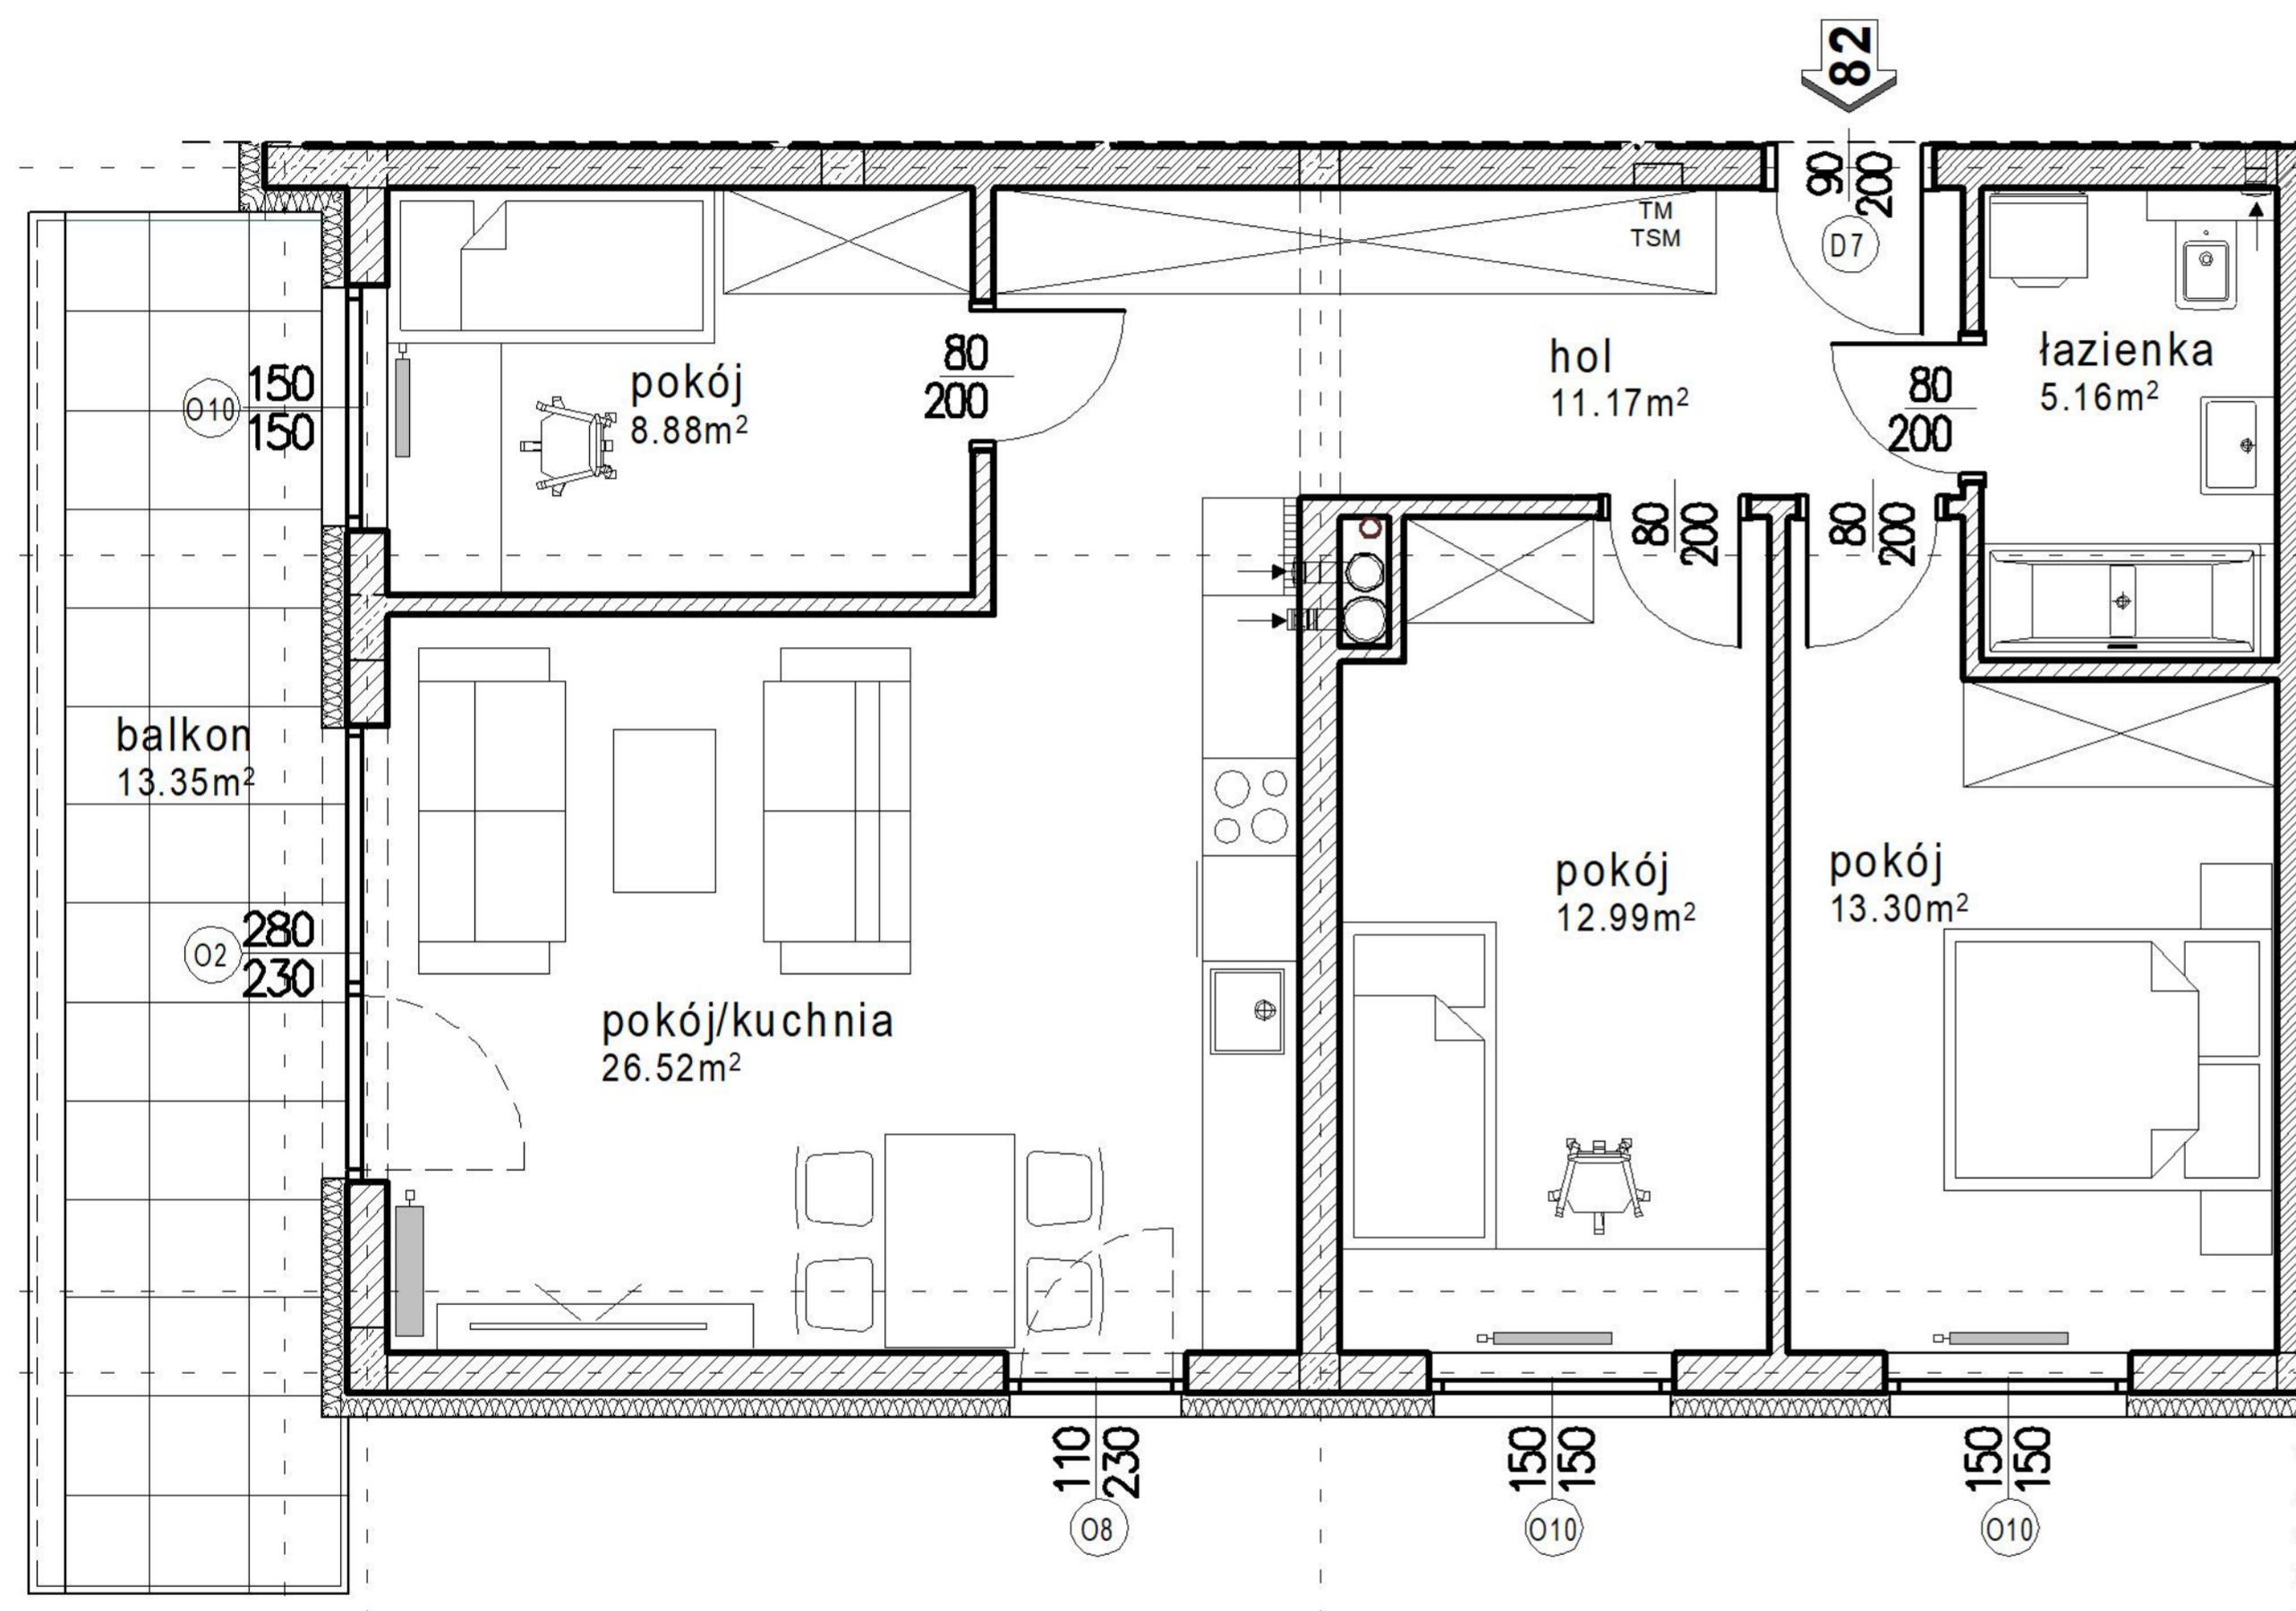 82
90
200
D7
TM
TSM
pokój
8.88m²
80
200
hol
11.17m²
łazienka
5.16m²
80
200
O10
150
150
80
200
80
200
balkon
13.35m²
O2
280
230
pokój/kuchnia
26.52m²
pokój
12.99m²
pokój
13.30m²
110
230
O8
150
150
O10
150
150
O10